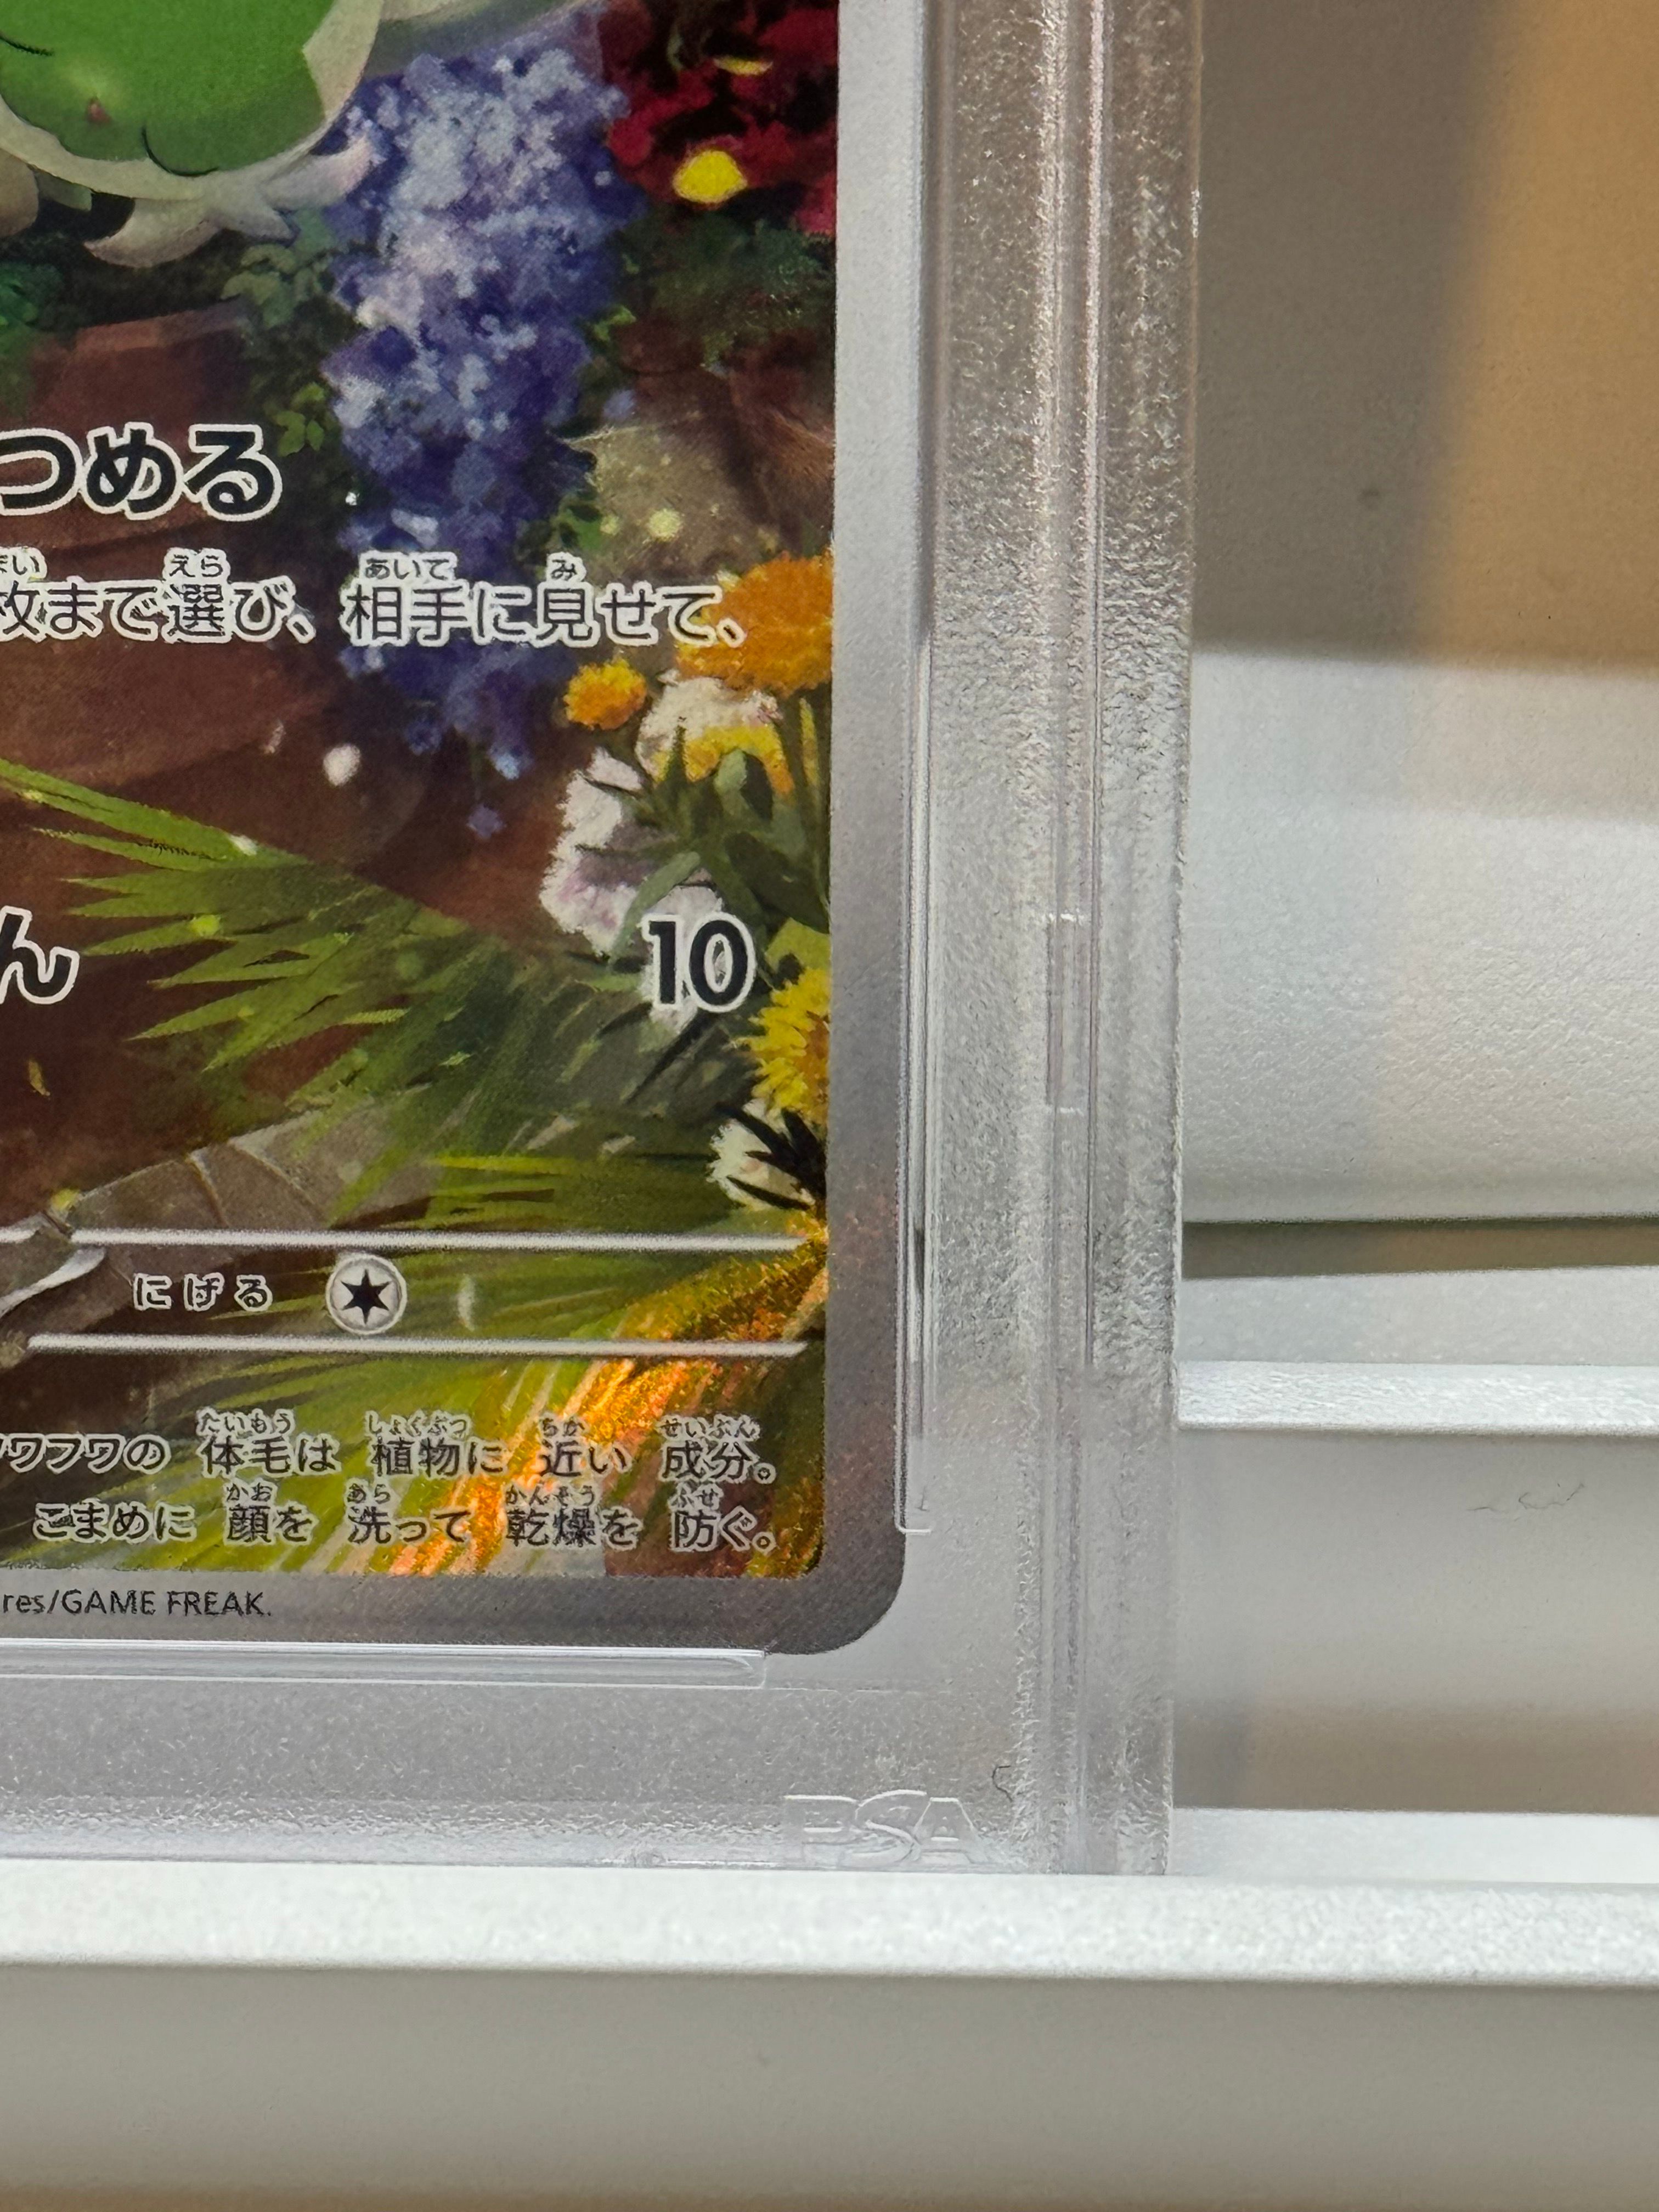 つめる
枚まで選び、相手に見せて、
ん 10
にげる
ワフワの 体毛は 植物に 近い 成分。
こまめに 顔を 洗って 乾燥を 防ぐ。
res/GAME FREAK.
PSA